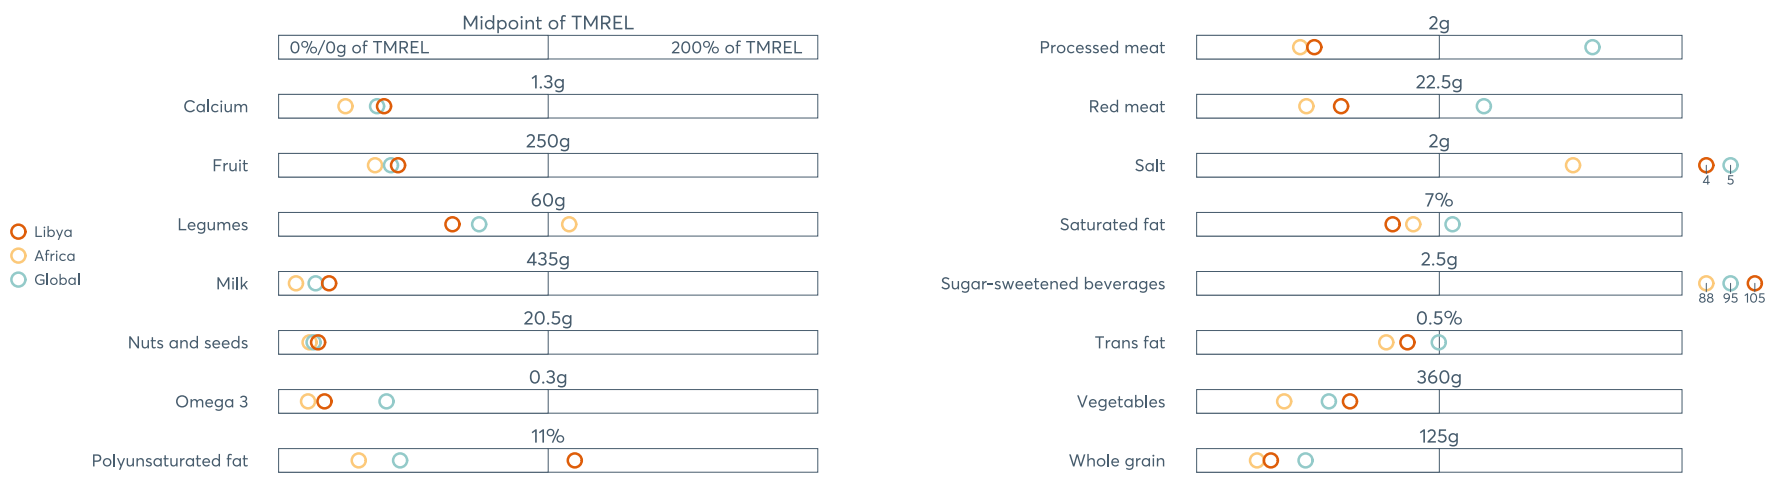 Midpoint of TMREL
0%/0g of TMREL 200% of TMREL
Calcium 1.3g
Fruit 250g
Legumes 60g
Milk 435g
Nuts and seeds 20.5g
Omega 3 0.3g
Polyunsaturated fat 11%
Libya
Africa
Global
Processed meat 2g
Red meat 22.5g
Salt 2g
4 5
Saturated fat 7%
Sugar-sweetened beverages 2.5g
88 95 105
Trans fat 0.5%
Vegetables 360g
Whole grain 125g